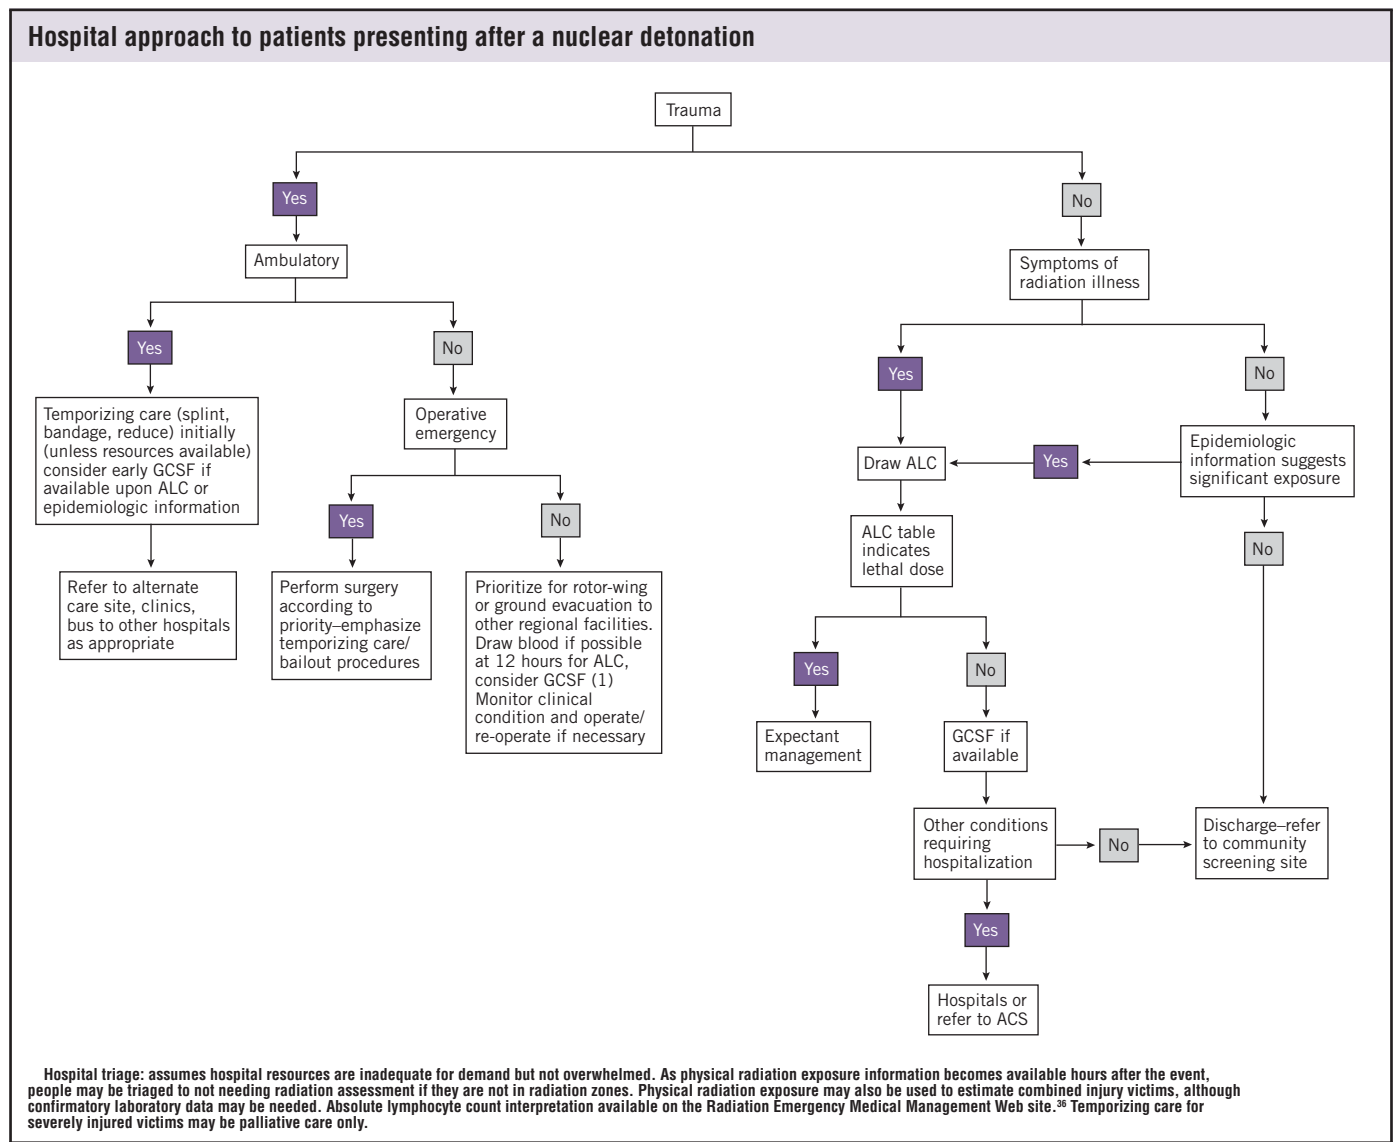 Hospital approach to patients presenting after a nuclear detonation
Trauma
Yes
No
Ambulatory
Symptoms of
radiation illness
Yes
No
Yes
No
Temporizing care (splint,
bandage, reduce) initially
(unless resources available)
consider early GCSF if
available upon ALC or
epidemiologic information
Operative
emergency
Draw ALC
Yes
Epidemiologic
information suggests
significant exposure
Yes
No
ALC table
indicates
lethal dose
No
Refer to alternate
care site, clinics,
bus to other hospitals
as appropriate
Perform surgery
according to
priority–emphasize
temporizing care/
bailout procedures
Prioritize for rotor-wing
or ground evacuation to
other regional facilities.
Draw blood if possible
at 12 hours for ALC,
consider GCSF (1)
Monitor clinical
condition and operate/
re-operate if necessary
Yes
No
Expectant
management
GCSF if
available
Other conditions
requiring
hospitalization
No
Discharge–refer
to community
screening site
Yes
Hospitals or
refer to ACS
Hospital triage: assumes hospital resources are inadequate for demand but not overwhelmed. As physical radiation exposure information becomes available hours after the event,
people may be triaged to not needing radiation assessment if they are not in radiation zones. Physical radiation exposure may also be used to estimate combined injury victims, although
confirmatory laboratory data may be needed. Absolute lymphocyte count interpretation available on the Radiation Emergency Medical Management Web site.36 Temporizing care for
severely injured victims may be palliative care only.